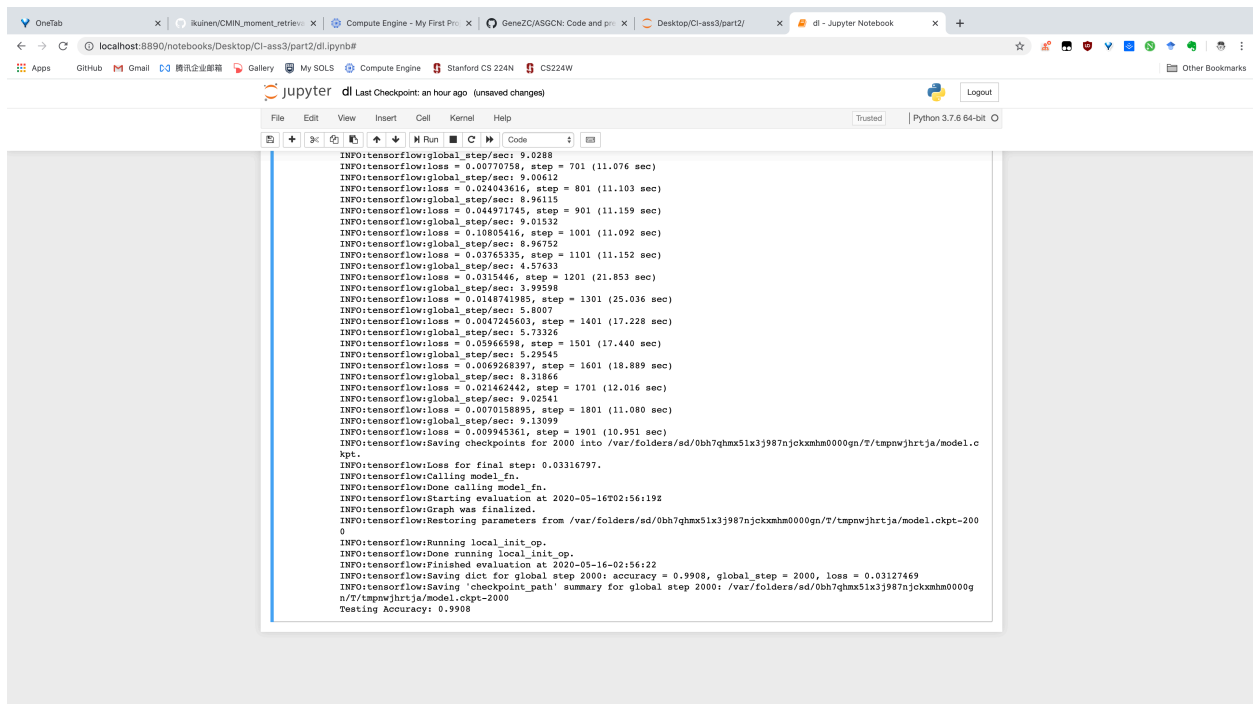 OneTab
ikuinen/CMIN_moment_retrieva
Compute Engine - My First Pro
GeneZC/ASGCN: Code and pre
Desktop/CI-ass3/part2/
dl - Jupyter Notebook
localhost:8890/notebooks/Desktop/CI-ass3/part2/dl.ipynb#
Apps GitHub Gmail 腾讯企业邮箱 Gallery My SOLS Compute Engine Stanford CS 224N CS224W Other Bookmarks
jupyter dl Last Checkpoint: an hour ago (unsaved changes) Logout
File Edit View Insert Cell Kernel Help Trusted Python 3.7.6 64-bit
Run Code
INFO:tensorflow:global_step/sec: 9.0288
INFO:tensorflow:loss = 0.00770758, step = 701 (11.076 sec)
INFO:tensorflow:global_step/sec: 9.00612
INFO:tensorflow:loss = 0.024043616, step = 801 (11.103 sec)
INFO:tensorflow:global_step/sec: 8.96115
INFO:tensorflow:loss = 0.044971745, step = 901 (11.159 sec)
INFO:tensorflow:global_step/sec: 9.01532
INFO:tensorflow:loss = 0.10805416, step = 1001 (11.092 sec)
INFO:tensorflow:global_step/sec: 8.96752
INFO:tensorflow:loss = 0.03765335, step = 1101 (11.152 sec)
INFO:tensorflow:global_step/sec: 4.57633
INFO:tensorflow:loss = 0.0315446, step = 1201 (21.853 sec)
INFO:tensorflow:global_step/sec: 3.99598
INFO:tensorflow:loss = 0.0148741985, step = 1301 (25.036 sec)
INFO:tensorflow:global_step/sec: 5.8007
INFO:tensorflow:loss = 0.0047245603, step = 1401 (17.228 sec)
INFO:tensorflow:global_step/sec: 5.73326
INFO:tensorflow:loss = 0.05966598, step = 1501 (17.440 sec)
INFO:tensorflow:global_step/sec: 5.29545
INFO:tensorflow:loss = 0.0069268397, step = 1601 (18.889 sec)
INFO:tensorflow:global_step/sec: 8.31866
INFO:tensorflow:loss = 0.021462442, step = 1701 (12.016 sec)
INFO:tensorflow:global_step/sec: 9.02541
INFO:tensorflow:loss = 0.0070158895, step = 1801 (11.080 sec)
INFO:tensorflow:global_step/sec: 9.13099
INFO:tensorflow:loss = 0.009945361, step = 1901 (10.951 sec)
INFO:tensorflow:Saving checkpoints for 2000 into /var/folders/sd/0bh7qhmx51x3j987njckxmhm0000gn/T/tmpnwjhrtja/model.c
kpt.
INFO:tensorflow:Loss for final step: 0.03316797.
INFO:tensorflow:Calling model_fn.
INFO:tensorflow:Done calling model_fn.
INFO:tensorflow:Starting evaluation at 2020-05-16T02:56:19Z
INFO:tensorflow:Graph was finalized.
INFO:tensorflow:Restoring parameters from /var/folders/sd/0bh7qhmx51x3j987njckxmhm0000gn/T/tmpnwjhrtja/model.ckpt-200
0
INFO:tensorflow:Running local_init_op.
INFO:tensorflow:Done running local_init_op.
INFO:tensorflow:Finished evaluation at 2020-05-16-02:56:22
INFO:tensorflow:Saving dict for global step 2000: accuracy = 0.9908, global_step = 2000, loss = 0.03127469
INFO:tensorflow:Saving 'checkpoint_path' summary for global step 2000: /var/folders/sd/0bh7qhmx51x3j987njckxmhm0000g
n/T/tmpnwjhrtja/model.ckpt-2000
Testing Accuracy: 0.9908